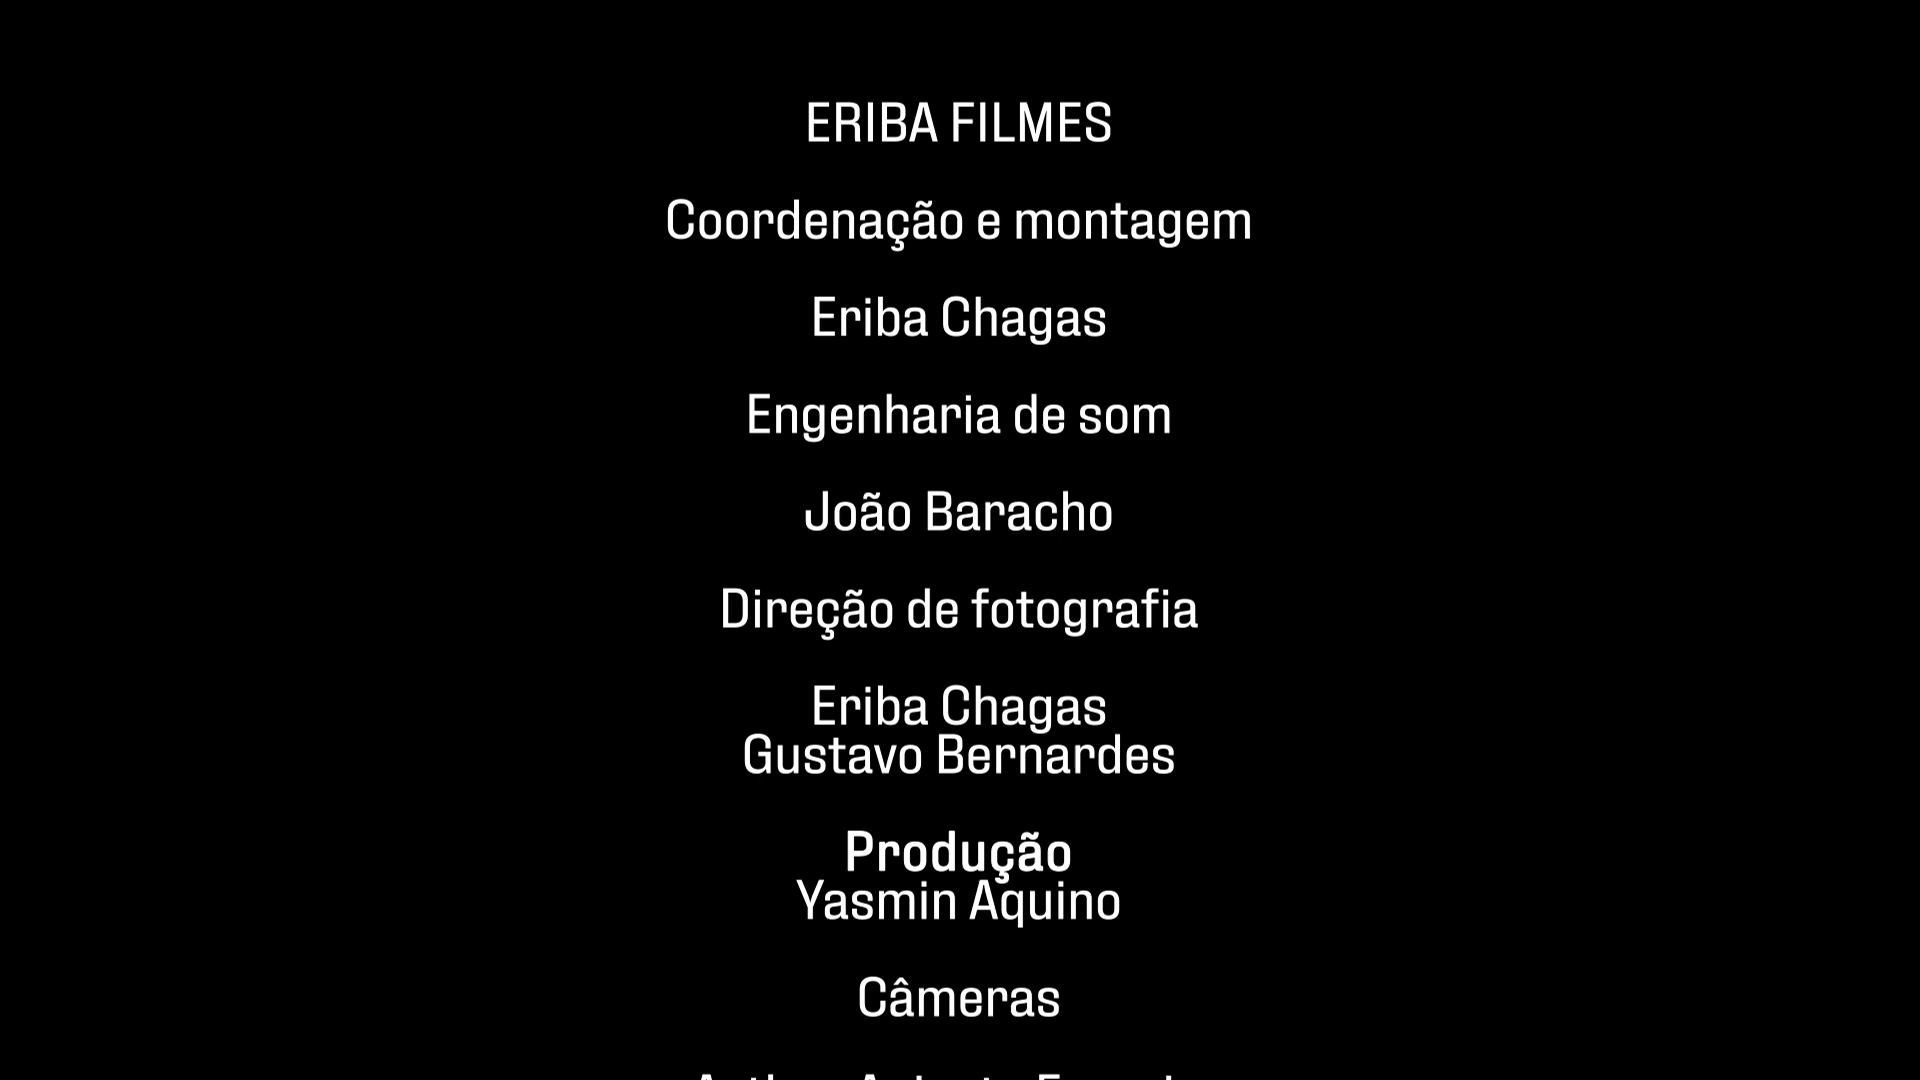 ERIBA FILMES
Coordenação e montagem
Eriba Chagas
Engenharia de som
João Baracho
Direção de fotografia
Eriba Chagas
Gustavo Bernardes
Produção
Yasmin Aquino
Câmeras